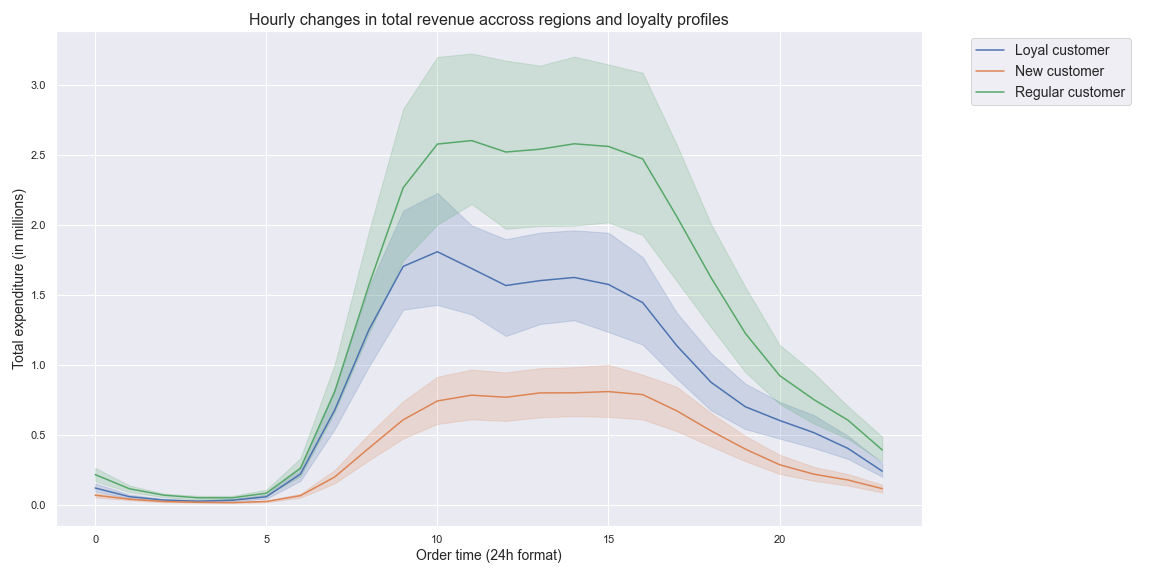 Hourly changes in total revenue accross regions and loyalty profiles
Loyal customer
New customer
Regular customer
Total expenditure (in millions)
3.0
2.5
2.0
1.5
1.0
0.5
0.0
0
5
10
15
20
Order time (24h format)